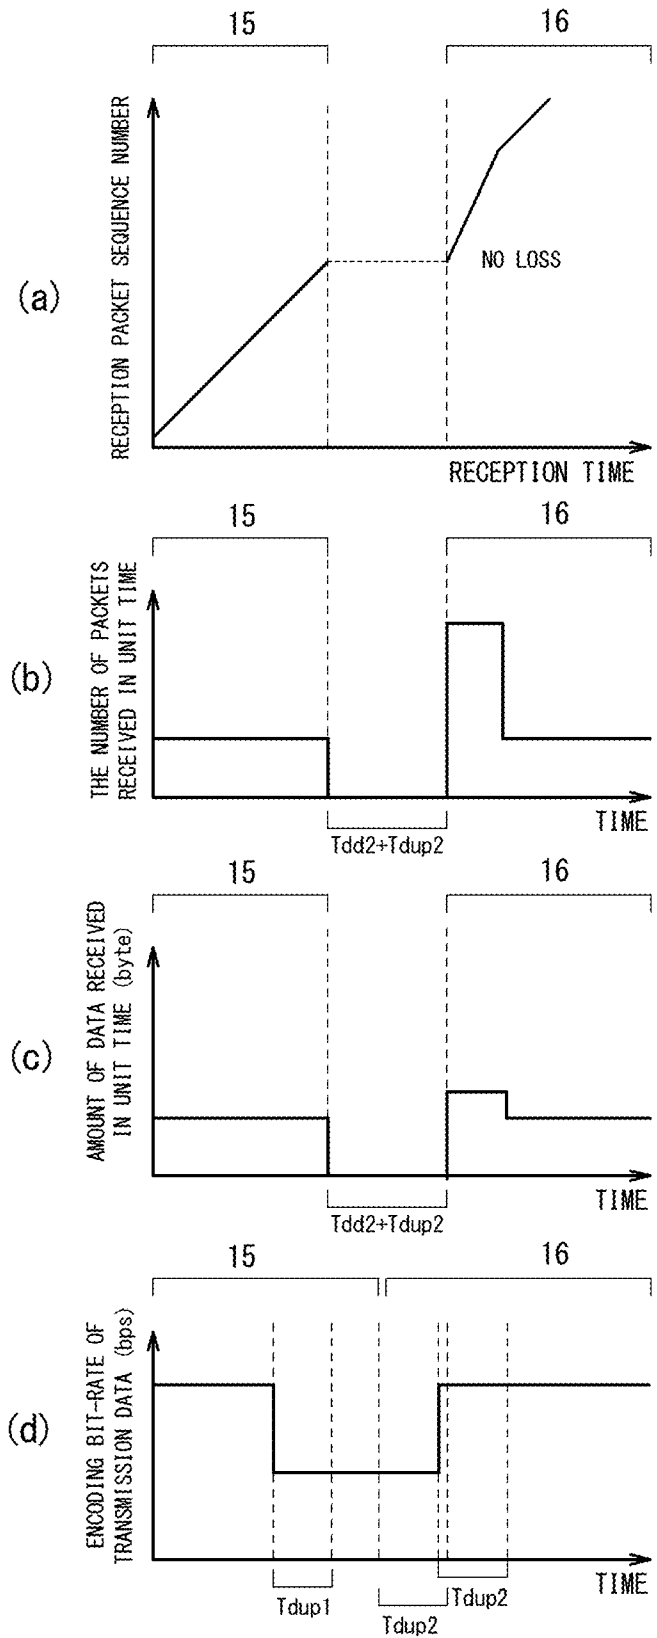 15
16
(a)
RECEPTION PACKET SEQUENCE NUMBER
NO LOSS
RECEPTION TIME
15
16
(b)
THE NUMBER OF PACKETS
RECEIVED IN UNIT TIME
TIME
Tdd2+Tdup2
15
16
(c)
AMOUNT OF DATA RECEIVED
IN UNIT TIME (byte)
TIME
Tdd2+Tdup2
15
16
(d)
ENCODING BIT-RATE OF
TRANSMISSION DATA (bps)
TIME
Tdup1
Tdup2
Tdup2